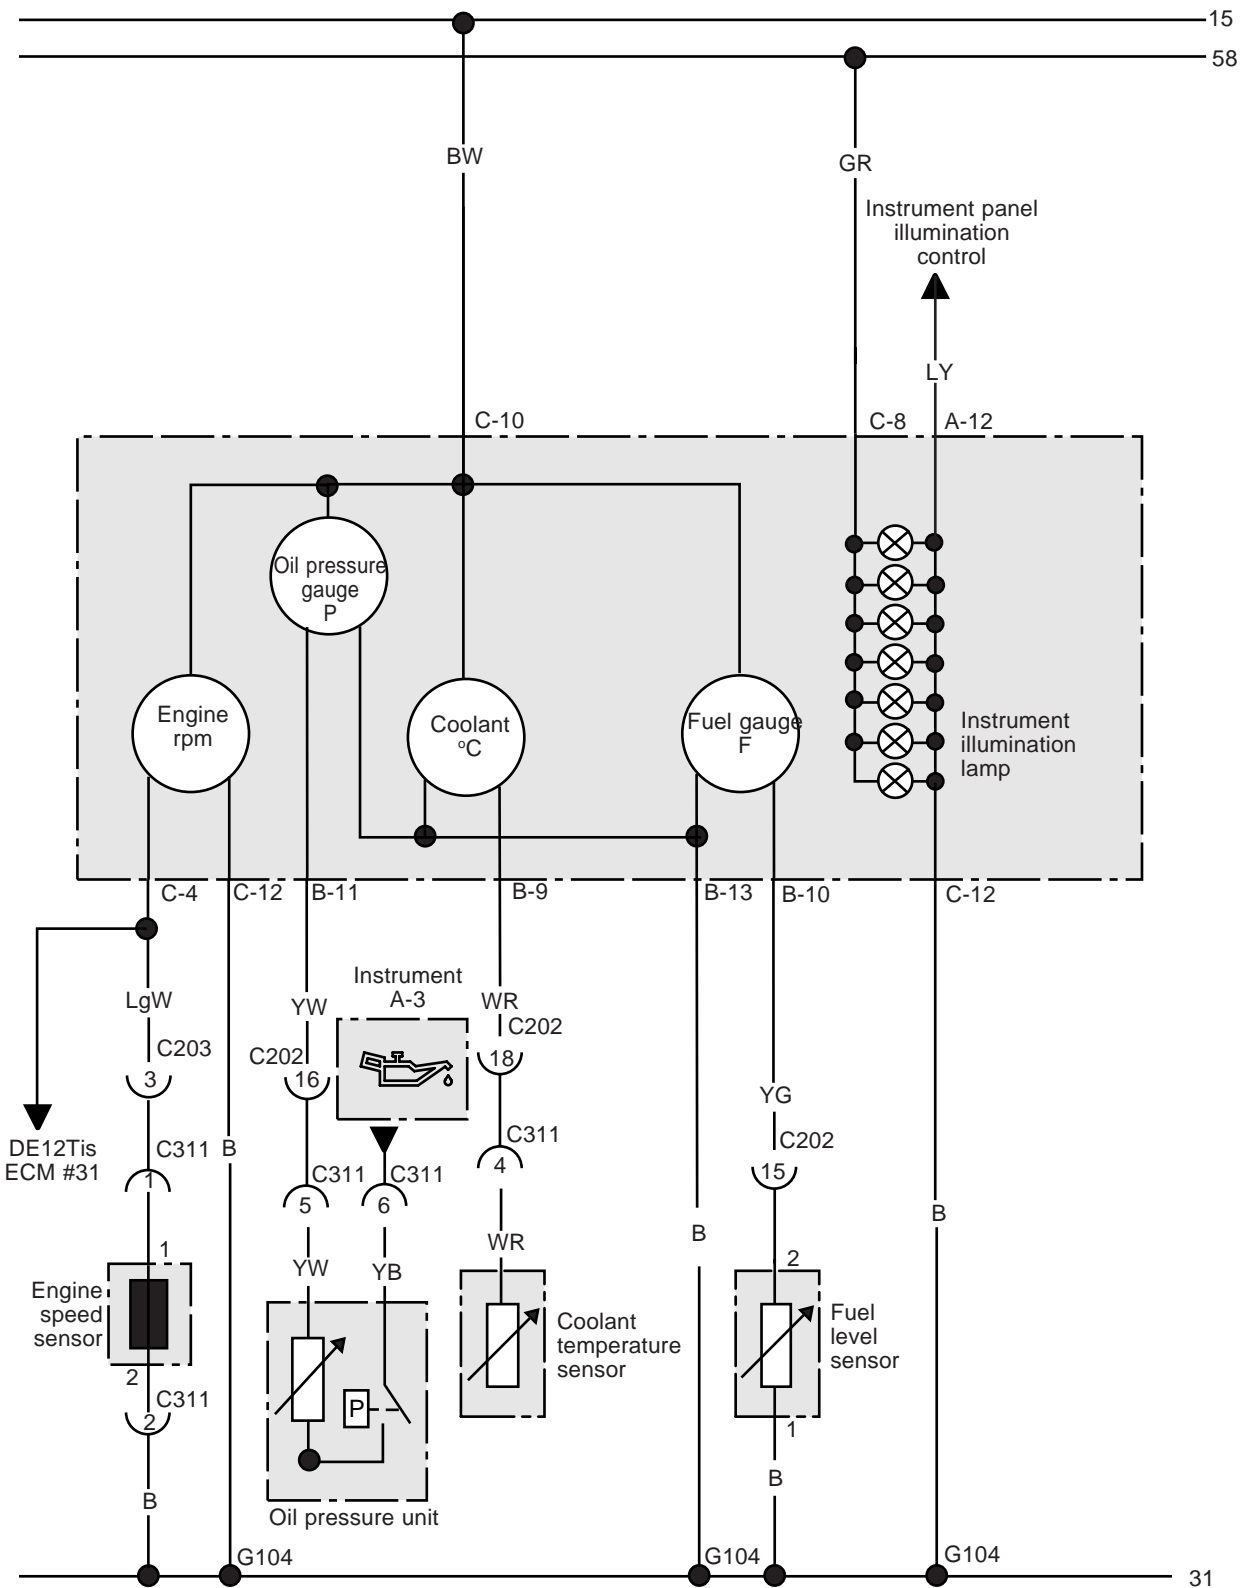 15
58
BW
GR
Instrument panel
illumination
control
LY
C-10
C-8
A-12
Oil pressure
gauge
P
Engine
rpm
Coolant
°C
Fuel gauge
F
Instrument
illumination
lamp
C-4
C-12
B-11
B-9
B-13
B-10
C-12
LgW
YW
Instrument
A-3
WR
C203
C202
C202
3
16
18
YG
DE12Tis
ECM #31
C311
B
C311
C311
C311
C202
1
5
6
4
15
B
B
1
YW
YB
WR
2
Engine
speed
sensor
Coolant
temperature
sensor
Fuel
level
sensor
2
C311
2
P
1
B
B
Oil pressure unit
G104
G104
G104
31